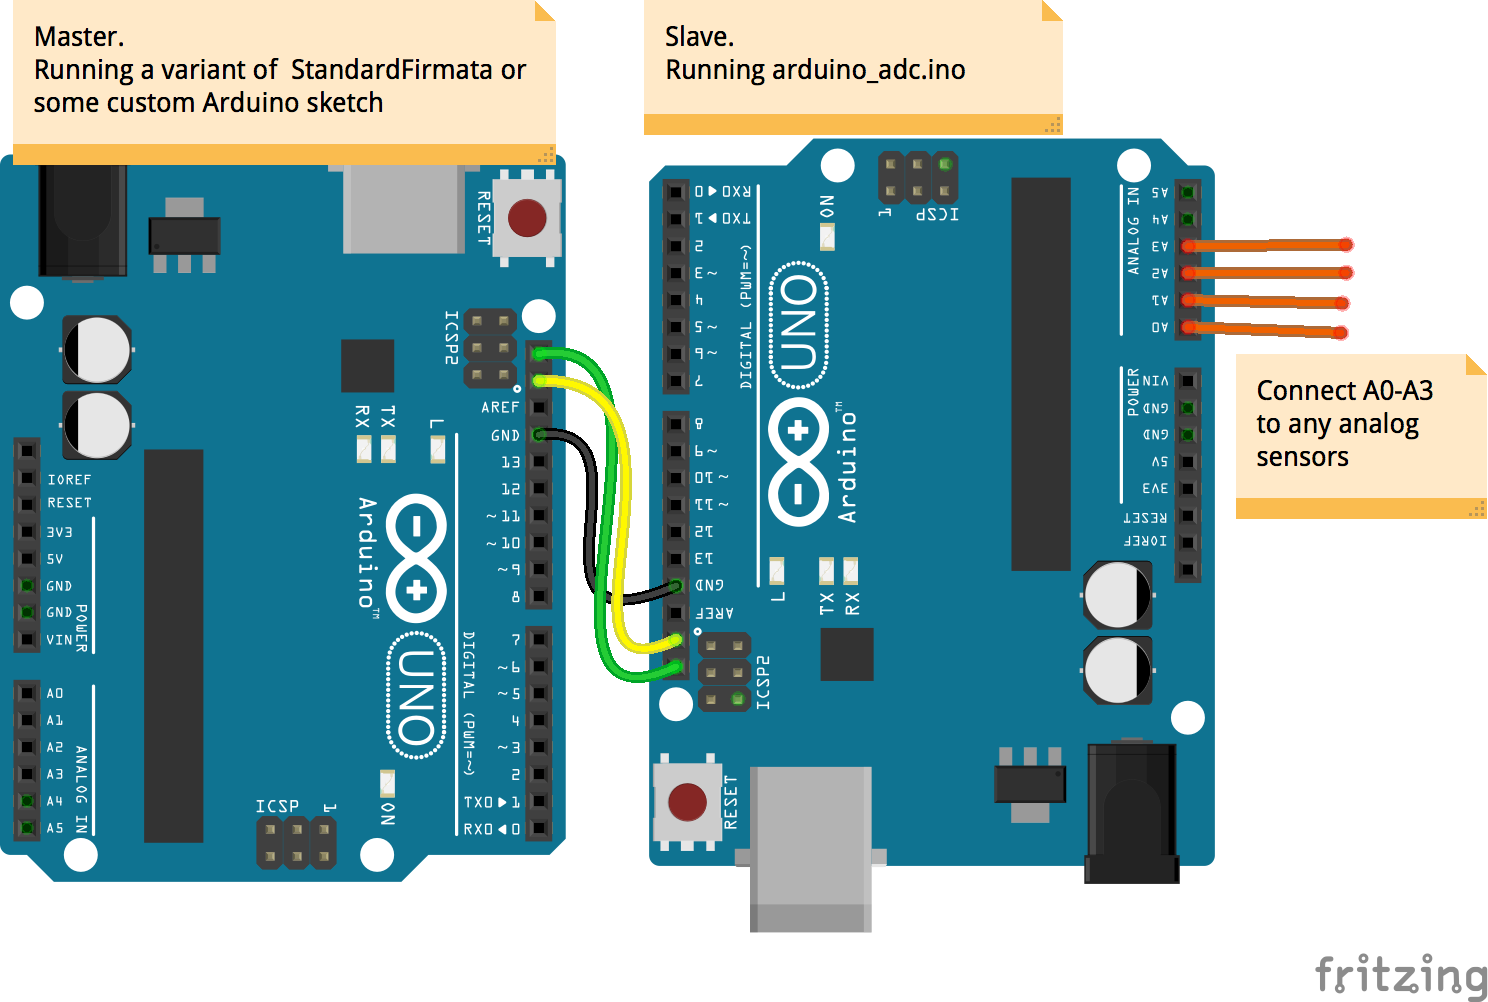 Master.
Running a variant of  StandardFirmata or
some custom Arduino sketch
Slave.
Running arduino_adc.ino
RESET
ICSP2
RX TX L
AREF
GND
13
12
~11
~10
~9
8
7
~6
~5
4
~3
2
TX0▶1
RX0◀0
DIGITAL (PWM=~)
IOREF
RESET
3V3
5V
GND
GND
VIN
POWER
A0
A1
A2
A3
A4
A5
ANALOG IN
Arduino™
UNO
ICSP 1
ON
RX0◀0
TX0▶1
2
~3
4
~5
~6
7
8
~9
~10
~11
12
13
GND
AREF
DIGITAL (PWM=~)
ON
1 ICSP
UNO
Arduino™
L TX RX
ICSP2
RESET
ANALOG IN
A5
A4
A3
A2
A1
A0
POWER
VIN
GND
GND
5V
3V3
RESET
IOREF
Connect A0-A3
to any analog
sensors
fritzing